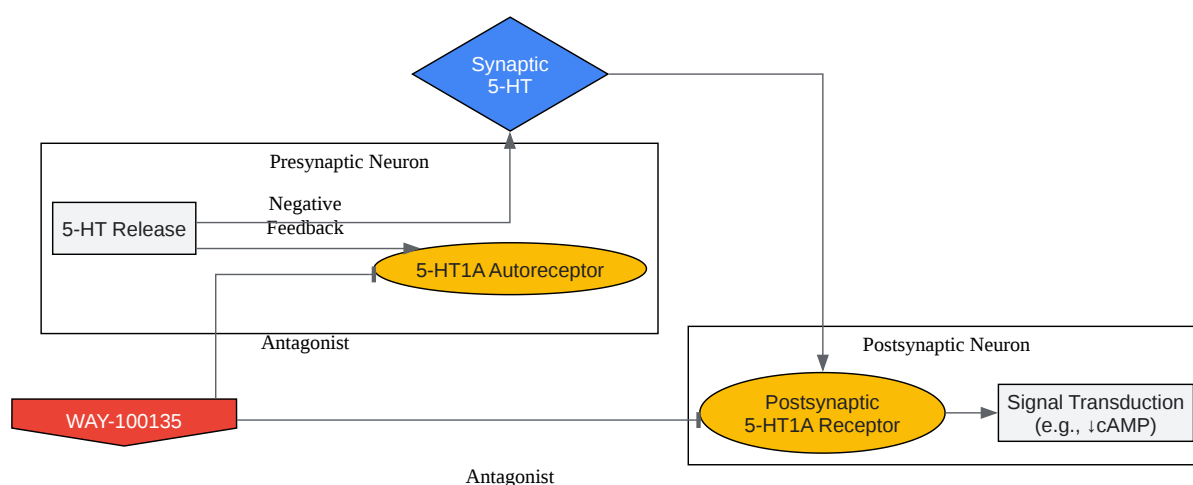 Synaptic
5-HT
Presynaptic Neuron
5-HT Release
Negative
Feedback
5-HT1A Autoreceptor
Antagonist
Postsynaptic Neuron
WAY-100135
Postsynaptic
5-HT1A Receptor
Signal Transduction
(e.g., ↓cAMP)
Antagonist